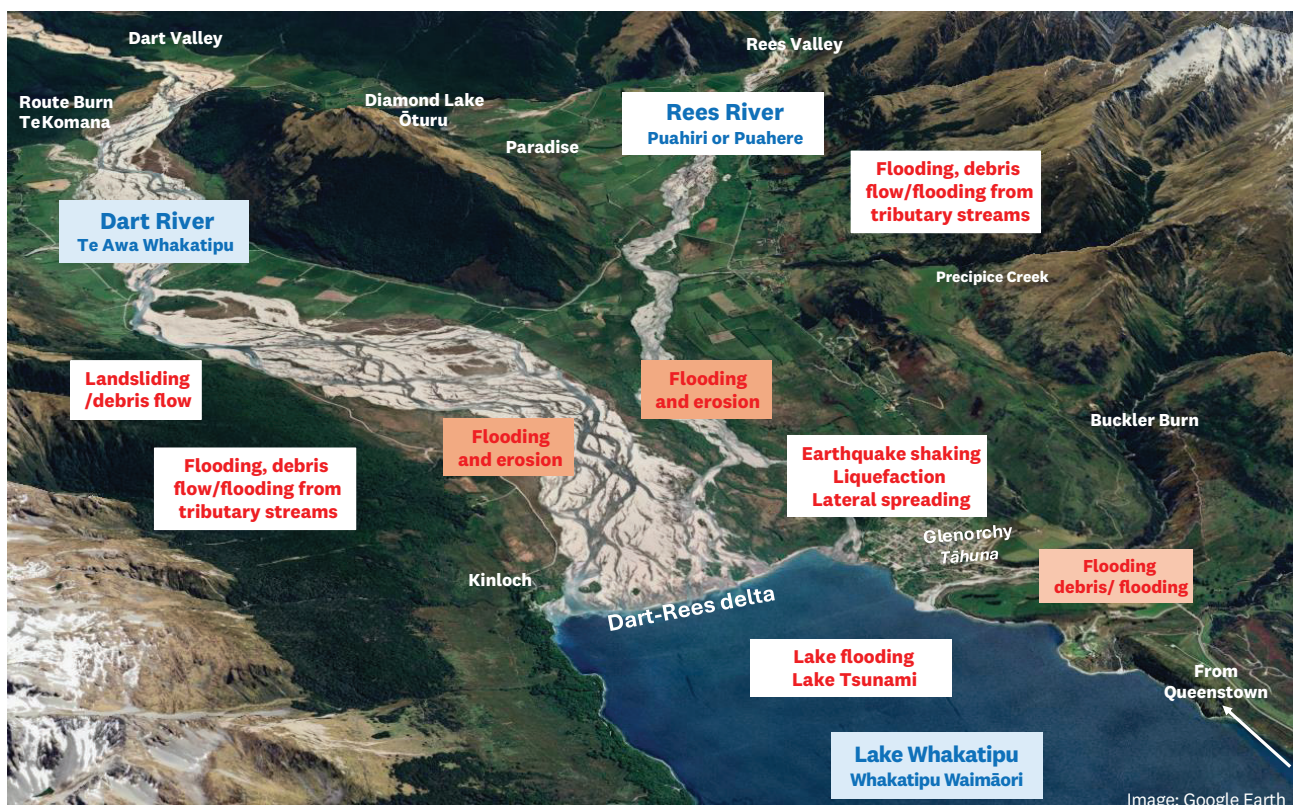 Dart Valley
Rees Valley
Route Burn
Te Komana
Diamond Lake
Ōturu
Paradise
Rees River
Puahiri or Puahere
Flooding, debris
flow/flooding from
tributary streams
Dart River
Te Awa Whakatipu
Precipice Creek
Landsliding
/debris flow
Flooding
and erosion
Buckler Burn
Flooding
and erosion
Earthquake shaking
Liquefaction
Lateral spreading
Flooding, debris
flow/flooding from
tributary streams
Glenorchy
Tāhuna
Flooding
debris/ flooding
Kinloch
Dart-Rees delta
Lake flooding
Lake Tsunami
From
Queenstown
Lake Whakatipu
Whakatipu Waimāori
Image: Google Earth